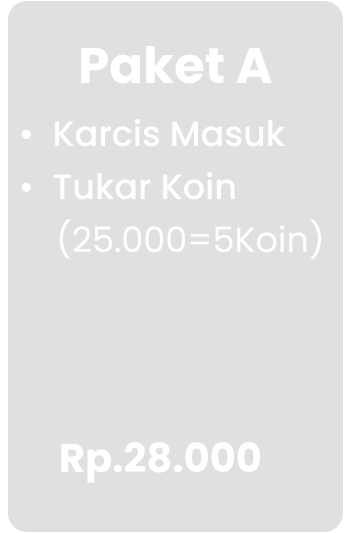 Paket A
• Karcis Masuk
• Tukar Koin
(25.000=5Koin)
Rp.28.000